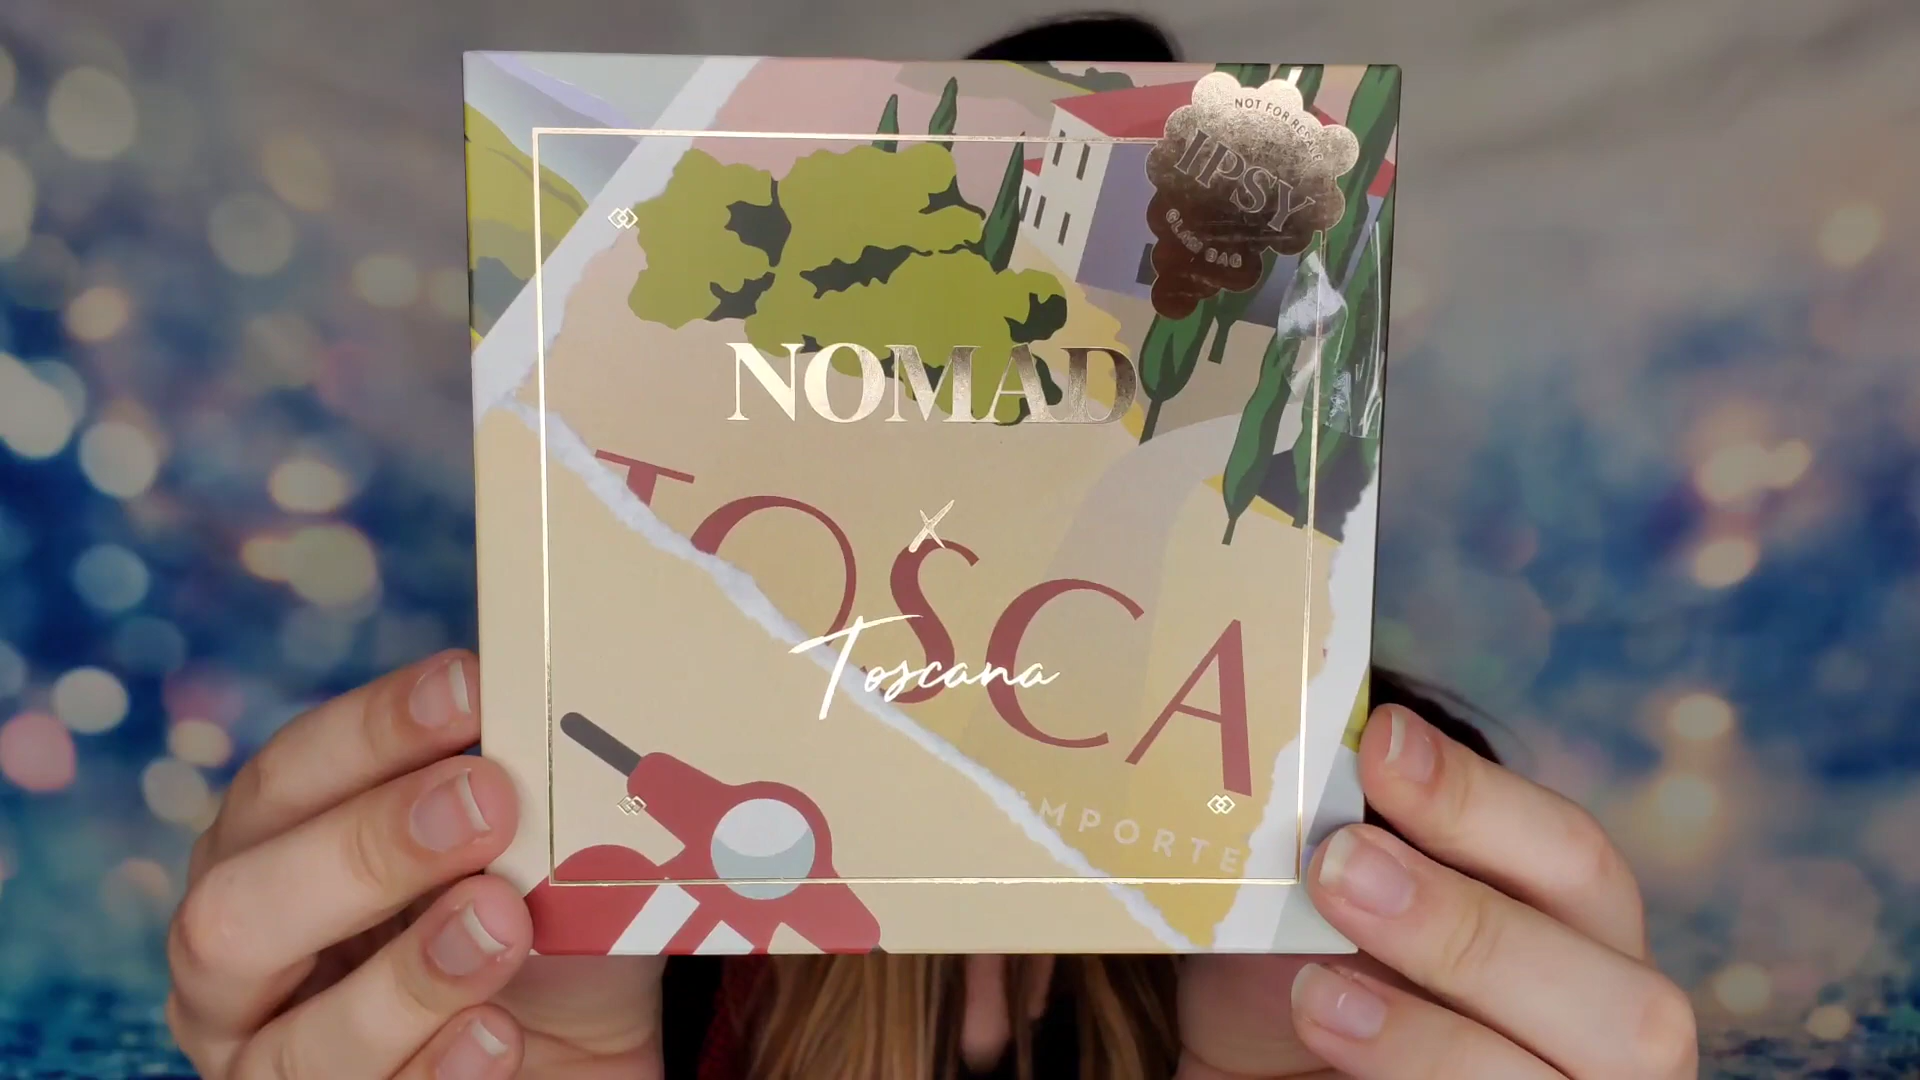 NOT FOR RESALE
IPSY
GLAM BAG
NOMAD
X
TOSCA
Toscana
IMPORTE